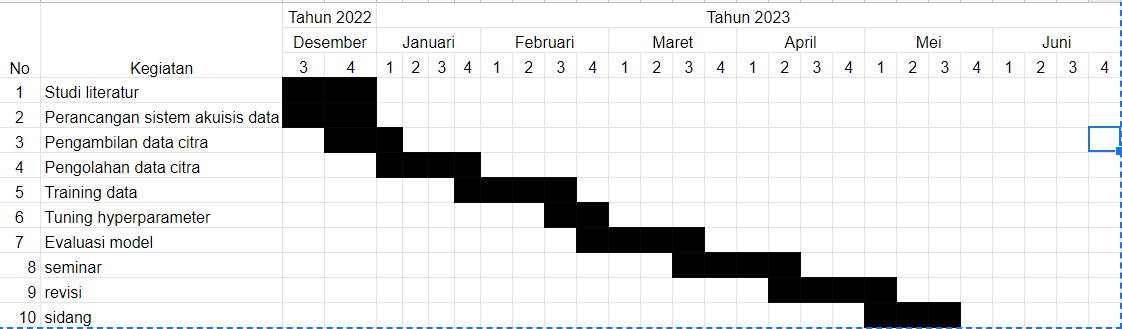 Tahun 2022 Tahun 2023
Desember Januari Februari Maret April Mei Juni
No Kegiatan 3 4 1 2 3 4 1 2 3 4 1 2 3 4 1 2 3 4 1 2 3 4 1 2 3 4
1 Studi literatur
2 Perancangan sistem akuisis data
3 Pengambilan data citra
4 Pengolahan data citra
5 Training data
6 Tuning hyperparameter
7 Evaluasi model
8 seminar
9 revisi
10 sidang